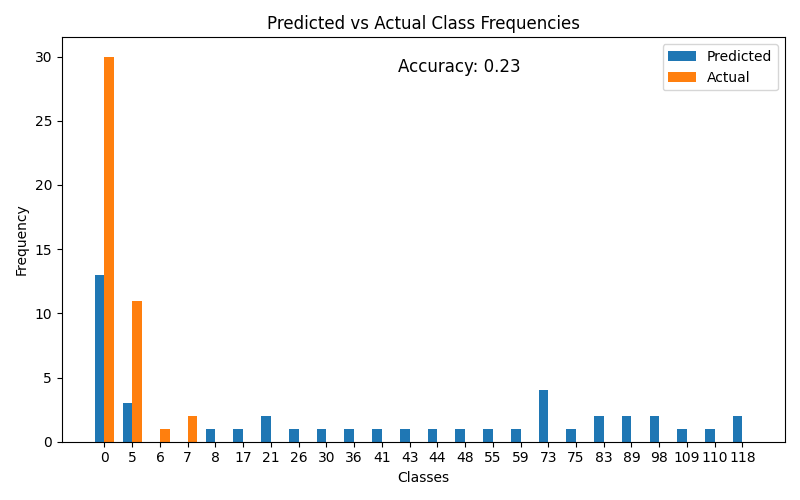 Predicted vs Actual Class Frequencies
Accuracy: 0.23
Predicted
Actual
Frequency
30
25
20
15
10
5
0
0 5 6 7 8 17 21 26 30 36 41 43 44 48 55 59 73 75 83 89 98 109 110 118
Classes